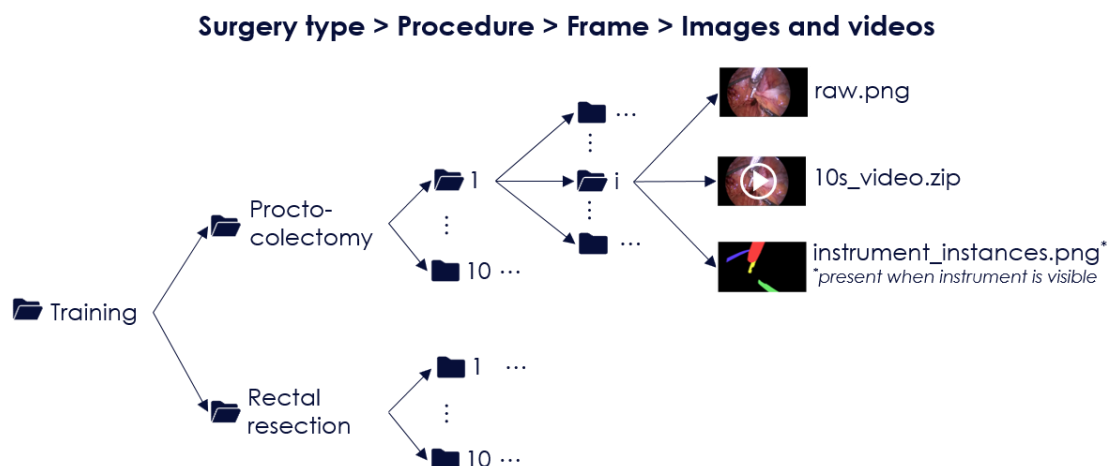 Surgery type > Procedure > Frame > Images and videos
raw.png
...
⋮
1
i
10s_video.zip
Procto-
colectomy
⋮
⋮
...
instrument_instances.png*
*present when instrument is visible
10 ...
Training
1 ...
Rectal
resection
⋮
10 ...